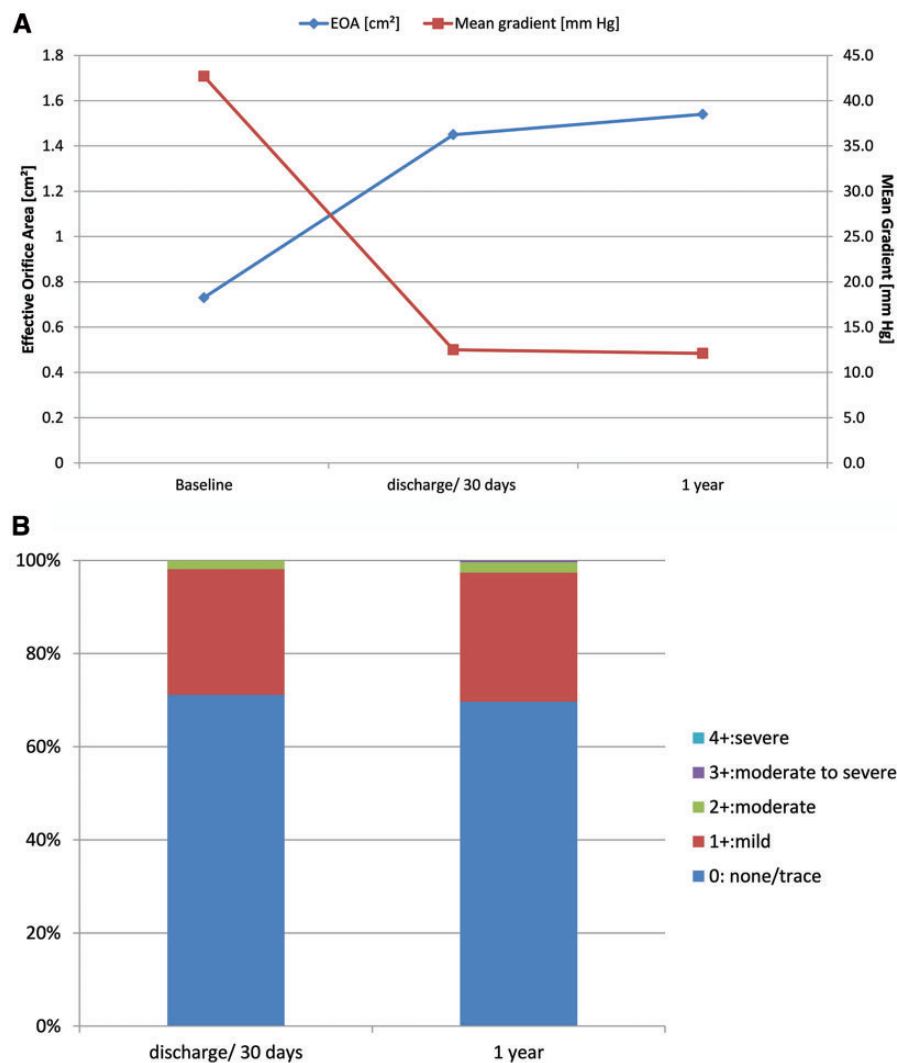 A
EOA [cm²] Mean gradient [mm Hg]
1.8 45.0
1.6 40.0
1.4 35.0
1.2 30.0
1 25.0
0.8 20.0
0.6 15.0
0.4 10.0
0.2 5.0
0 0.0
Effective Orifice Area [cm²]
MEan Gradient [mm Hg]
Baseline discharge/ 30 days 1 year
B
100%
80%
60%
40%
20%
0%
discharge/ 30 days 1 year
4+:severe
3+:moderate to severe
2+:moderate
1+:mild
0: none/trace